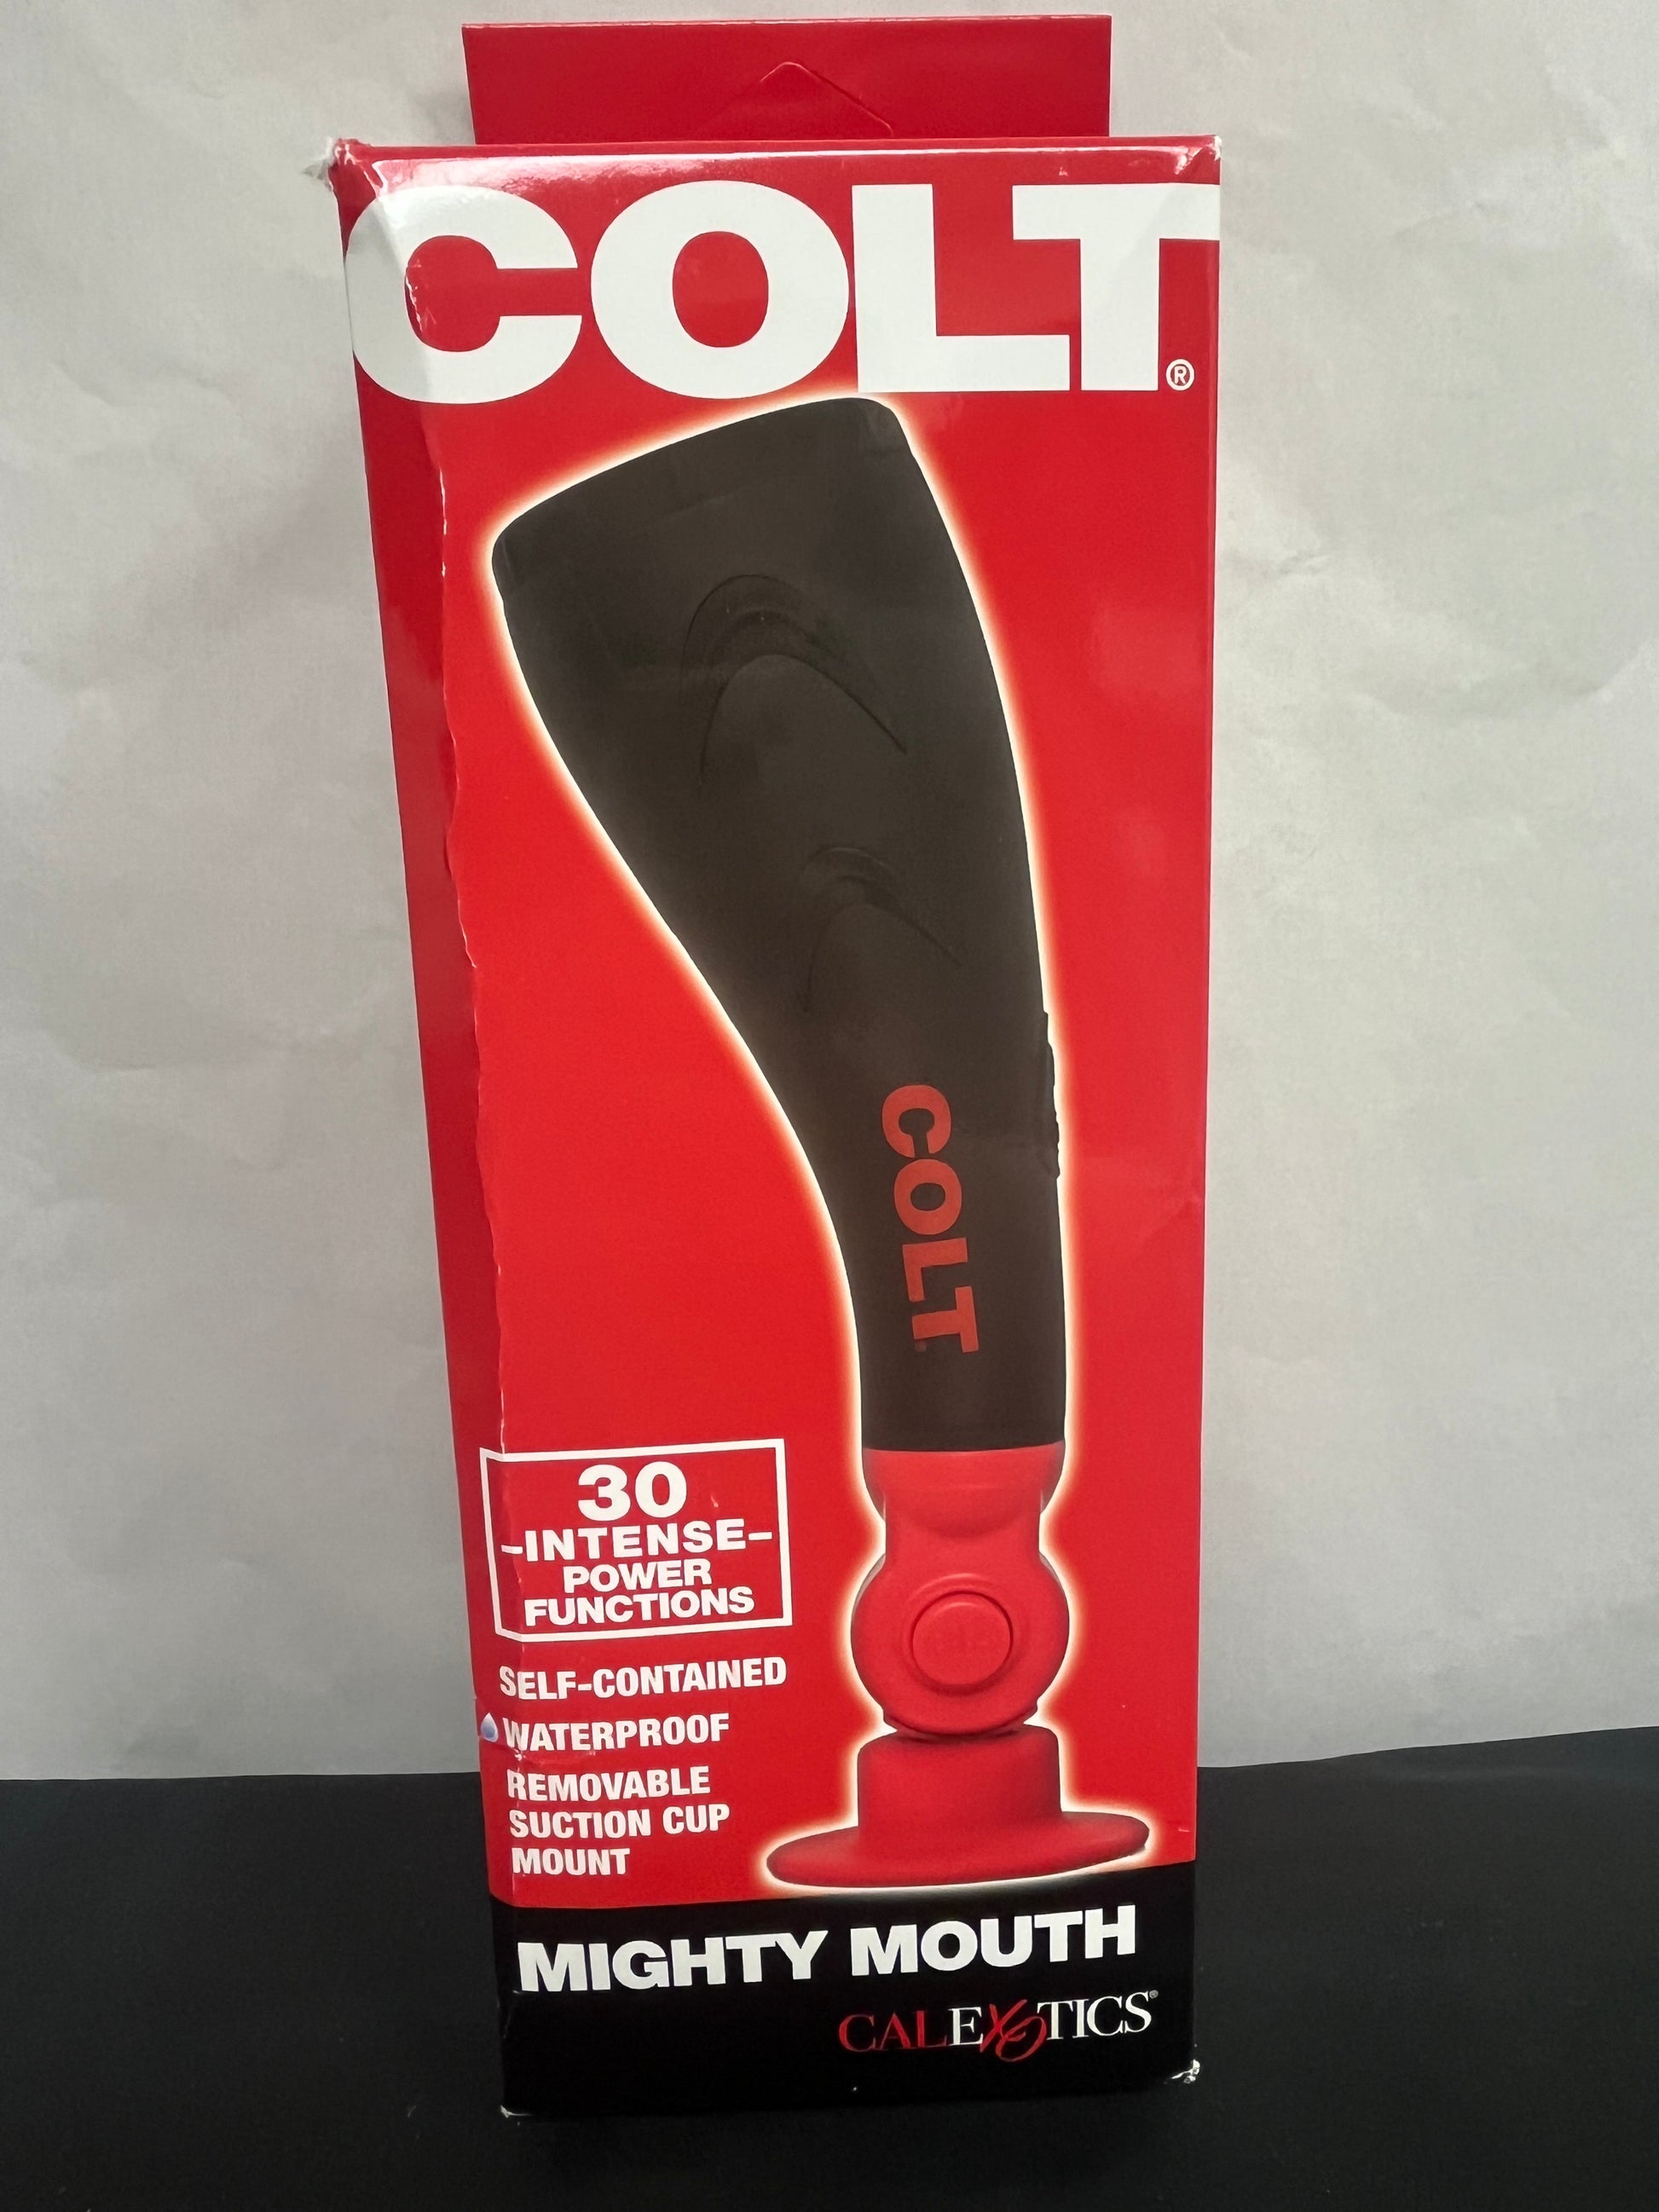 COLT®
COLT
30
-INTENSE-
POWER
FUNCTIONS
SELF-CONTAINED
WATERPROOF
REMOVABLE
SUCTION CUP
MOUNT
MIGHTY MOUTH
CALEXOTICS®